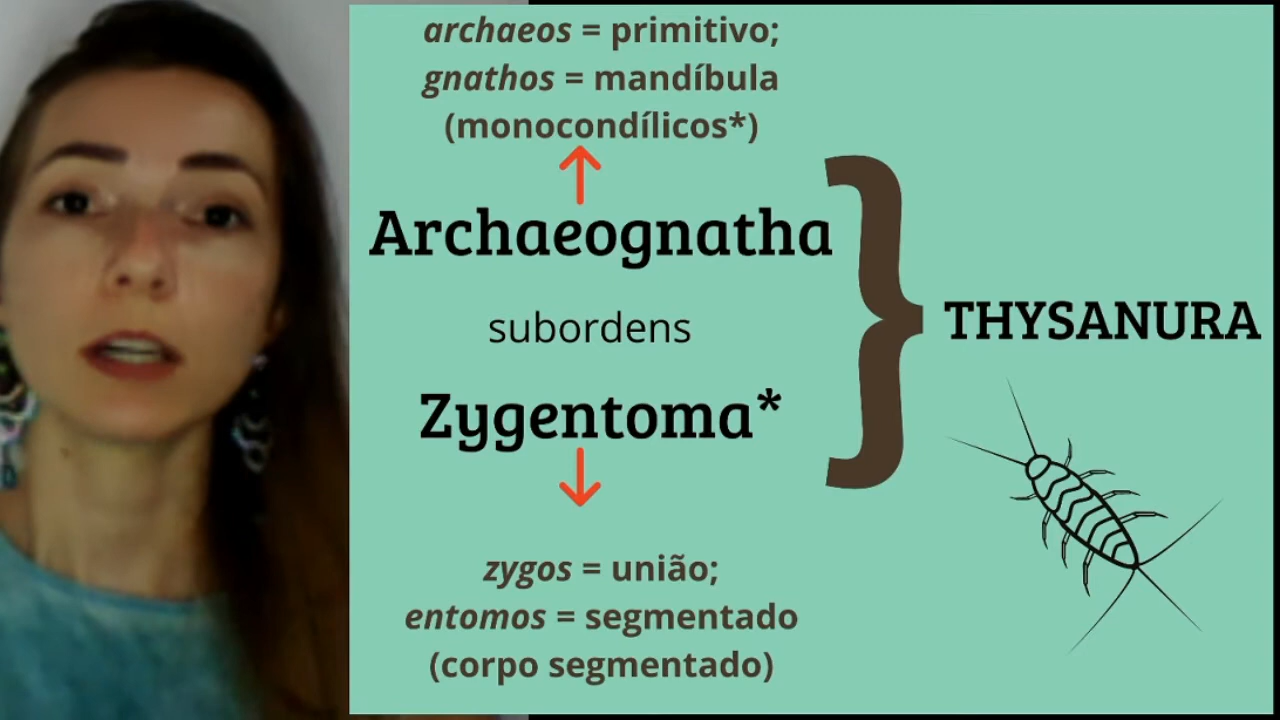 archaeos = primitivo;
gnathos = mandíbula
(monocondílicos*)
Archaeognatha
subordens
THYSANURA
Zygentoma*
zygos = união;
entomos = segmentado
(corpo segmentado)